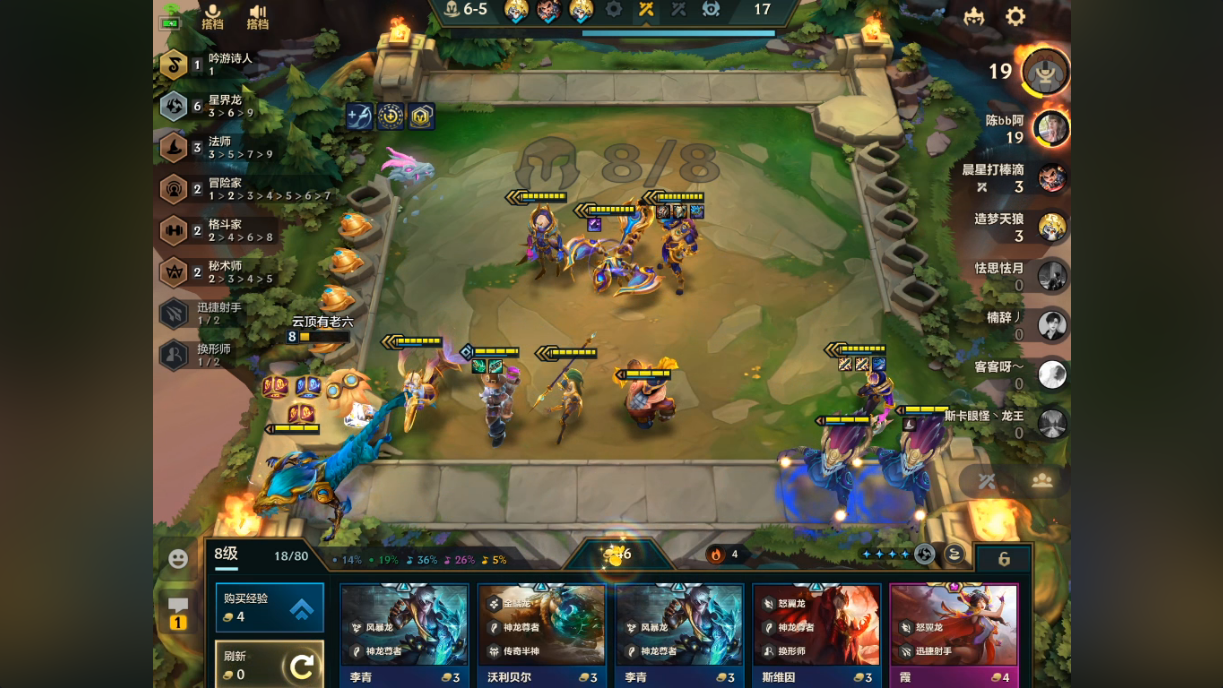 搭档
搭档
6-5
17
1
吟游诗人
1
6
星界龙
3 > 6 > 9
3
法师
3 > 5 > 7 > 9
2
冒险家
1 > 2 > 3 > 4 > 5 > 6 > 7
2
格斗家
2 > 4 > 6 > 8
2
秘术师
2 > 3 > 4 > 5
迅捷射手
1 / 2
换形师
1 / 2
8/8
云顶有老六
8
19
陈bb阿
19
晨星打棒滴
3
造梦天狼
3
怯思怯月
0
楠辞丿
0
客客呀～
0
斯卡眼怪丶龙王
0
8级
18/80
14%
19%
36%
26%
5%
46
4
购买经验
4
刷新
0
1
风暴龙
神龙尊者
李青
3
神龙尊者
传奇半神
沃利贝尔
3
风暴龙
神龙尊者
李青
3
怒翼龙
神龙尊者
换形师
斯维因
3
怒翼龙
迅捷射手
霞
4